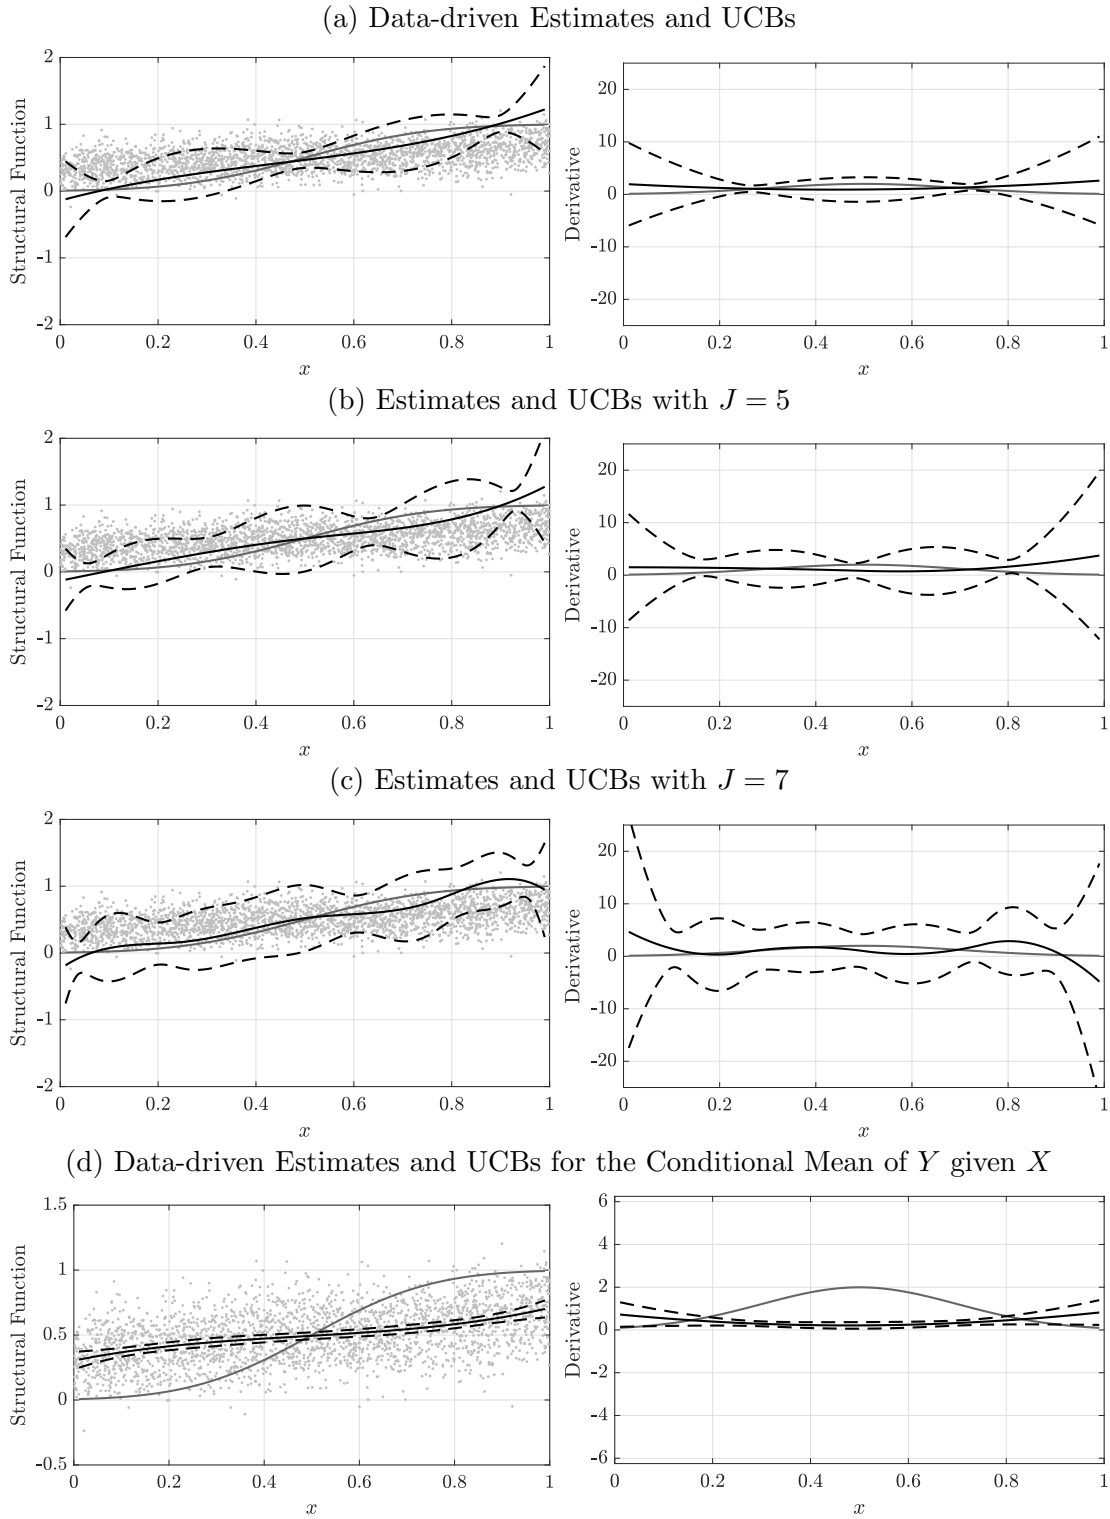 (a) Data-driven Estimates and UCBs
Structural Function
2
1
0
-1
-2
0 0.2 0.4 0.6 0.8 1
x
Derivative
20
10
0
-10
-20
0 0.2 0.4 0.6 0.8 1
x
(b) Estimates and UCBs with J = 5
Structural Function
2
1
0
-1
-2
0 0.2 0.4 0.6 0.8 1
x
Derivative
20
10
0
-10
-20
0 0.2 0.4 0.6 0.8 1
x
(c) Estimates and UCBs with J = 7
Structural Function
2
1
0
-1
-2
0 0.2 0.4 0.6 0.8 1
x
Derivative
20
10
0
-10
-20
0 0.2 0.4 0.6 0.8 1
x
(d) Data-driven Estimates and UCBs for the Conditional Mean of Y given X
Structural Function
1.5
1
0.5
0
-0.5
0 0.2 0.4 0.6 0.8 1
x
Derivative
6
4
2
0
-2
-4
-6
0 0.2 0.4 0.6 0.8 1
x